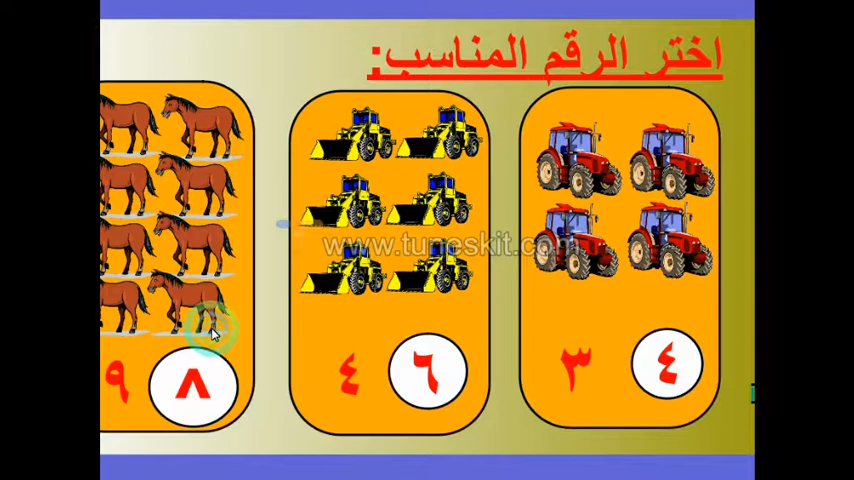 اختر الرقم المناسب:
www.tuneskit.com
٤ ٣
٦ ٤
٨ ٩